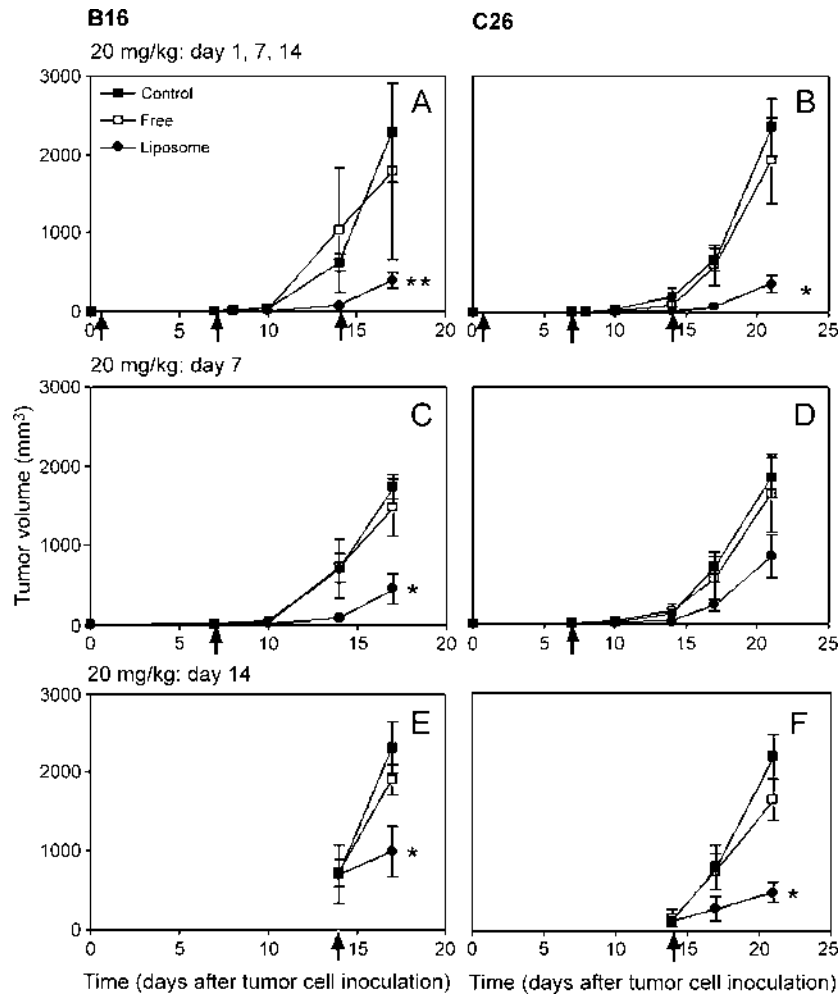 B16
C26
20 mg/kg: day 1, 7, 14
3000
2000
1000
0
Control
Free
Liposome
A
**
0
5
10
15
20
B
*
0
5
10
15
20
25
20 mg/kg: day 7
Tumor volume (mm³)
3000
2000
1000
0
C
*
0
5
10
15
20
D
0
5
10
15
20
25
20 mg/kg: day 14
3000
2000
1000
0
E
*
0
5
10
15
20
F
*
0
5
10
15
20
25
Time (days after tumor cell inoculation)
Time (days after tumor cell inoculation)